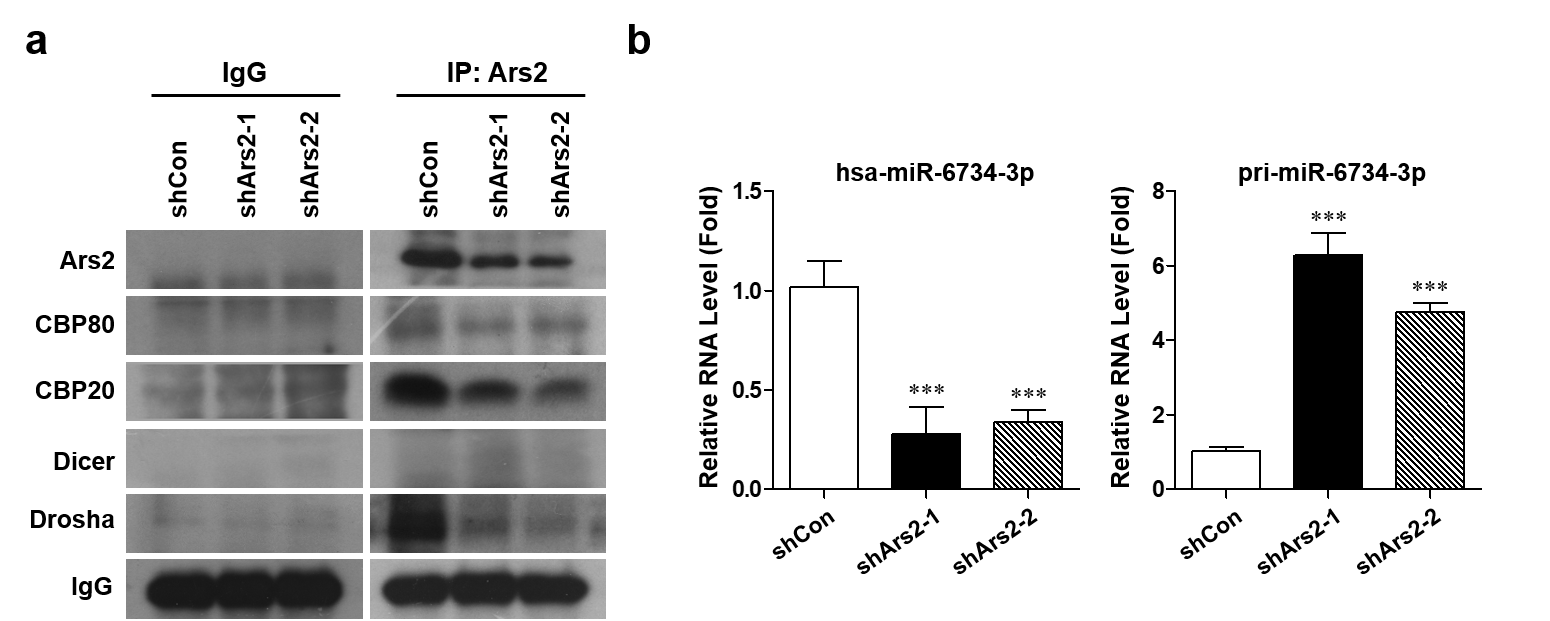 a
IgG
IP: Ars2
shCon
shArs2-1
shArs2-2
shCon
shArs2-1
shArs2-2
Ars2
CBP80
CBP20
Dicer
Drosha
IgG
b
hsa-miR-6734-3p
Relative RNA Level (Fold)
1.5
1.0
0.5
0.0
***
***
shCon
shArs2-1
shArs2-2
pri-miR-6734-3p
Relative RNA Level (Fold)
8
6
4
2
0
***
***
shCon
shArs2-1
shArs2-2